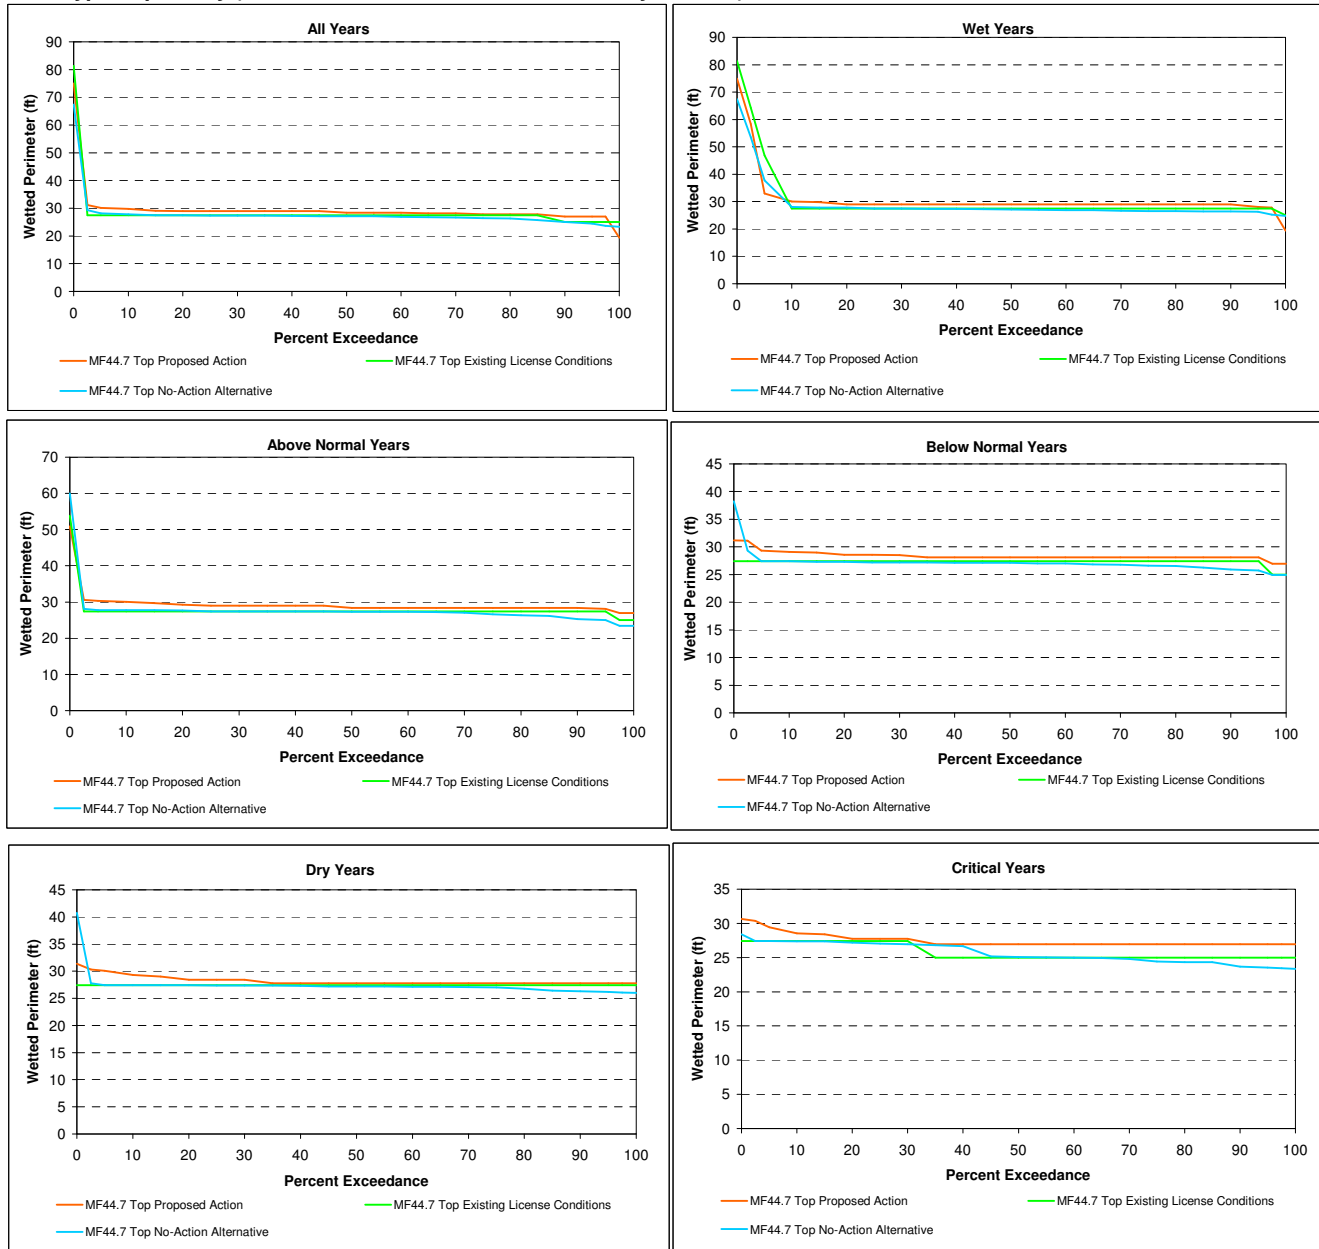 All Years
Wetted Perimeter (ft)
90
80
70
60
50
40
30
20
10
0
0 10 20 30 40 50 60 70 80 90 100
Percent Exceedance
MF44.7 Top Proposed Action MF44.7 Top Existing License Conditions
MF44.7 Top No-Action Alternative
Wet Years
Wetted Perimeter (ft)
90
80
70
60
50
40
30
20
10
0
0 10 20 30 40 50 60 70 80 90 100
Percent Exceedance
MF44.7 Top Proposed Action MF44.7 Top Existing License Conditions
MF44.7 Top No-Action Alternative
Above Normal Years
Wetted Perimeter (ft)
70
60
50
40
30
20
10
0
0 10 20 30 40 50 60 70 80 90 100
Percent Exceedance
MF44.7 Top Proposed Action MF44.7 Top Existing License Conditions
MF44.7 Top No-Action Alternative
Below Normal Years
Wetted Perimeter (ft)
45
40
35
30
25
20
15
10
5
0
0 10 20 30 40 50 60 70 80 90 100
Percent Exceedance
MF44.7 Top Proposed Action MF44.7 Top Existing License Conditions
MF44.7 Top No-Action Alternative
Dry Years
Wetted Perimeter (ft)
45
40
35
30
25
20
15
10
5
0
0 10 20 30 40 50 60 70 80 90 100
Percent Exceedance
MF44.7 Top Proposed Action MF44.7 Top Existing License Conditions
MF44.7 Top No-Action Alternative
Critical Years
Wetted Perimeter (ft)
35
30
25
20
15
10
5
0
0 10 20 30 40 50 60 70 80 90 100
Percent Exceedance
MF44.7 Top Proposed Action MF44.7 Top Existing License Conditions
MF44.7 Top No-Action Alternative